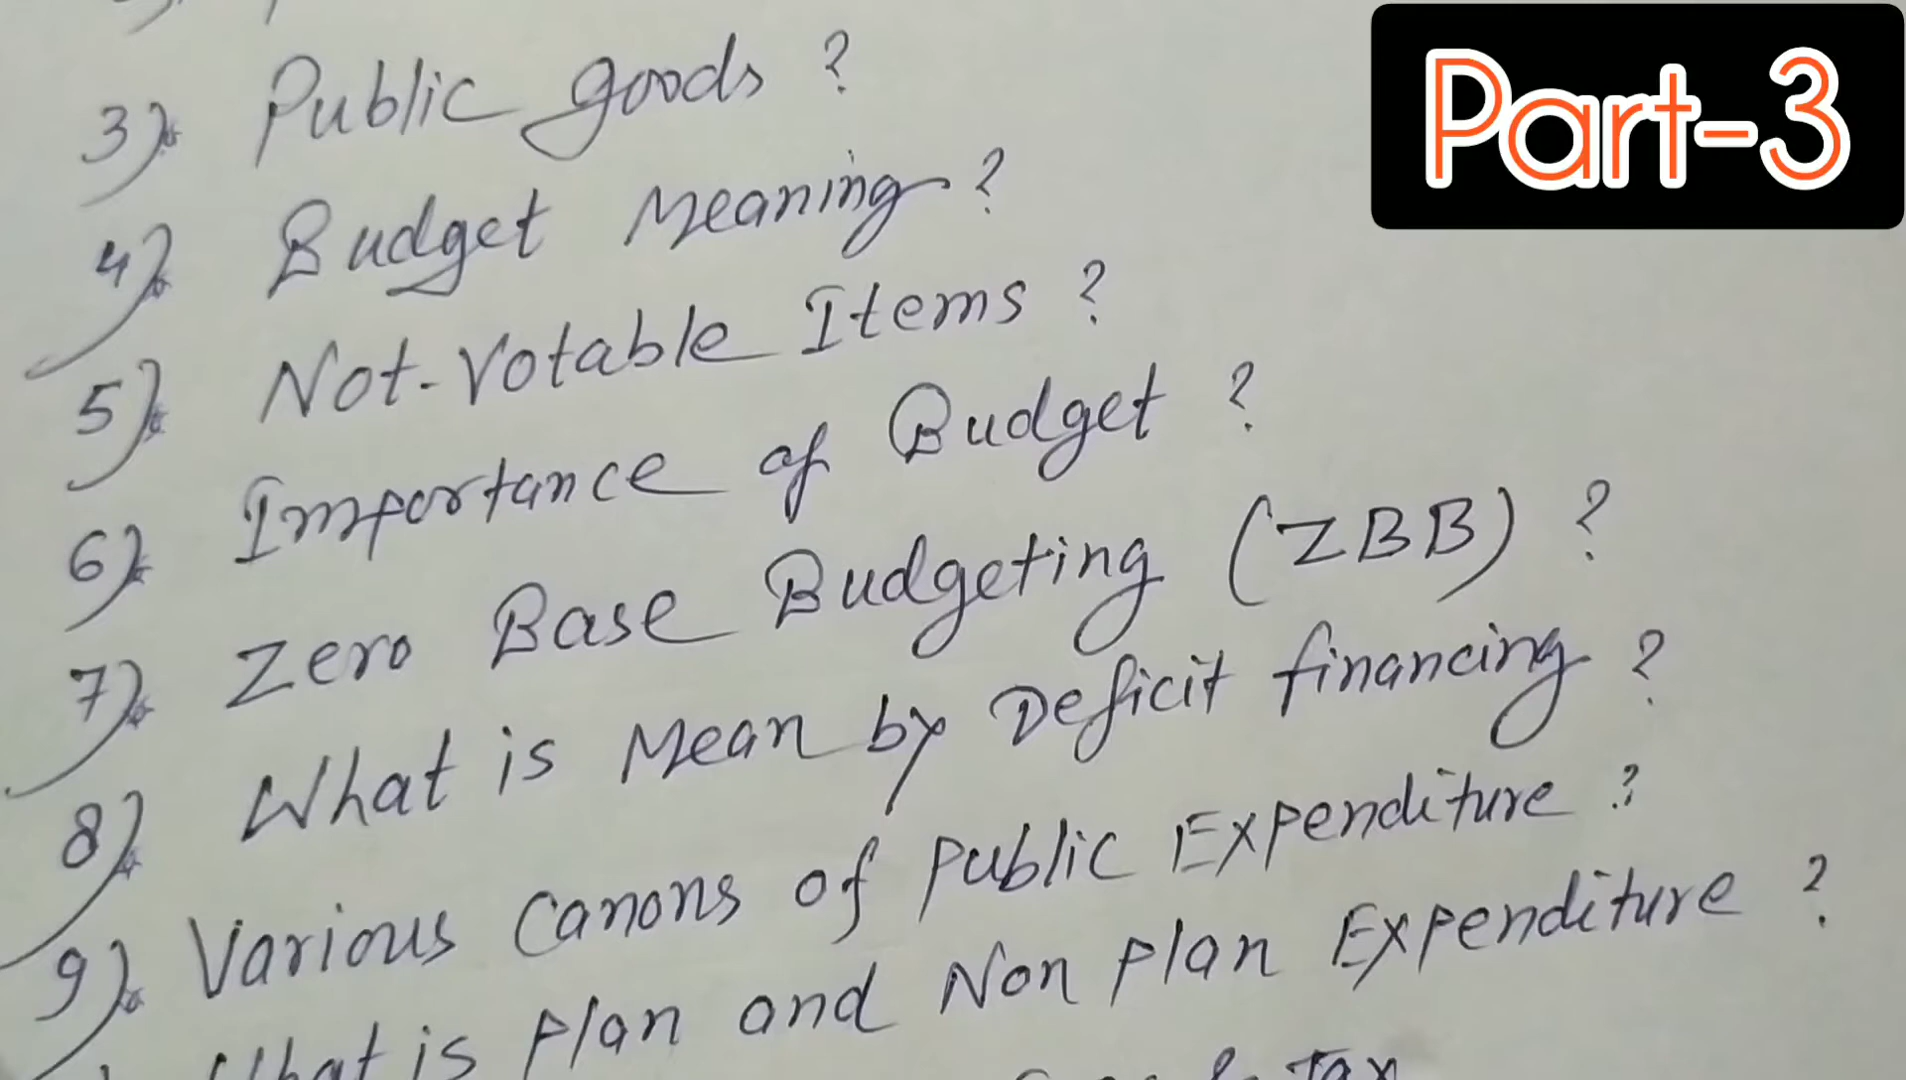 Part-3
3). Public goods ?
4). Budget Meaning ?
5). Not-Votable Items ?
6). Importance of Budget ?
7). Zero Base Budgeting (ZBB) ?
8). What is Mean by Deficit financing ?
9). Various Canons of Public Expenditure ?
What is Plan and Non Plan Expenditure ?
& Tax